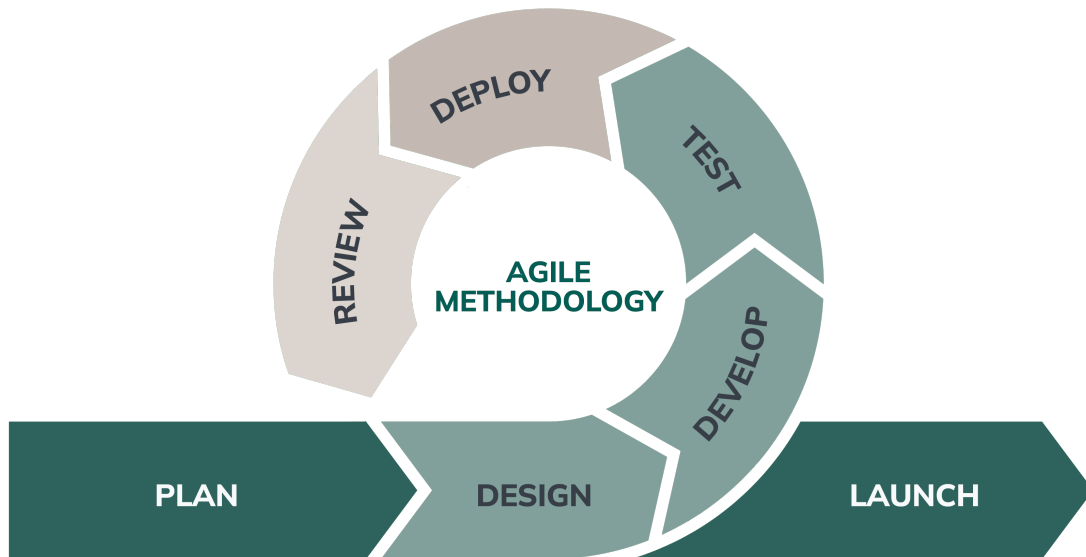 DEPLOY
TEST
REVIEW
AGILE
METHODOLOGY
DEVELOP
PLAN
DESIGN
LAUNCH